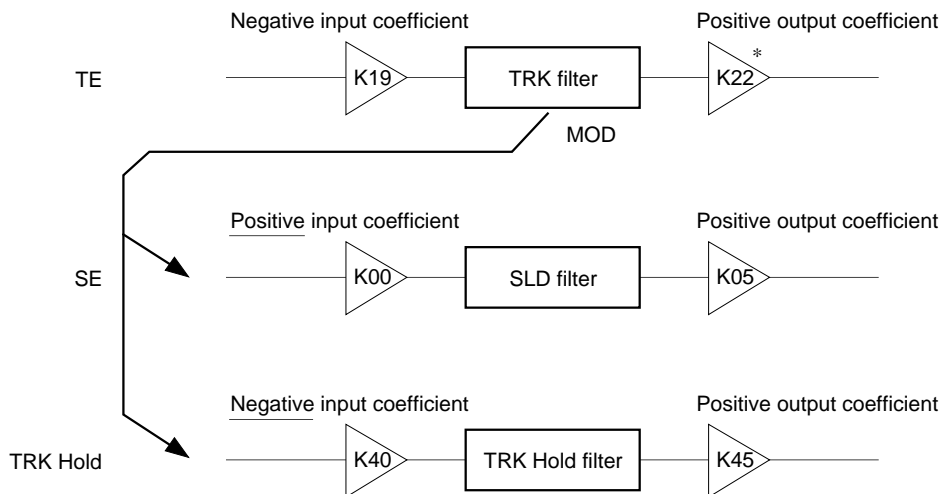 Negative input coefficient Positive output coefficient
TE K19 TRK filter K22 *
MOD
Positive input coefficient Positive output coefficient
SE K00 SLD filter K05
Negative input coefficient Positive output coefficient
TRK Hold K40 TRK Hold filter K45